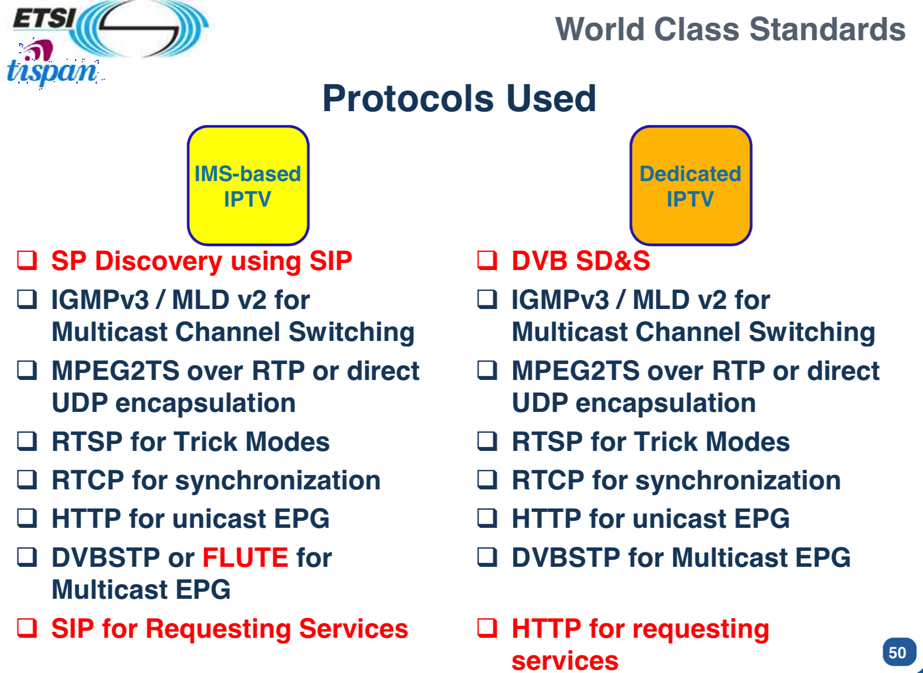 ETSI
tispan
World Class Standards
Protocols Used
IMS-based
IPTV
❑ SP Discovery using SIP
❑ IGMPv3 / MLD v2 for
Multicast Channel Switching
❑ MPEG2TS over RTP or direct
UDP encapsulation
❑ RTSP for Trick Modes
❑ RTCP for synchronization
❑ HTTP for unicast EPG
❑ DVBSTP or FLUTE for
Multicast EPG
❑ SIP for Requesting Services
Dedicated
IPTV
❑ DVB SD&S
❑ IGMPv3 / MLD v2 for
Multicast Channel Switching
❑ MPEG2TS over RTP or direct
UDP encapsulation
❑ RTSP for Trick Modes
❑ RTCP for synchronization
❑ HTTP for unicast EPG
❑ DVBSTP for Multicast EPG
❑ HTTP for requesting
services
50